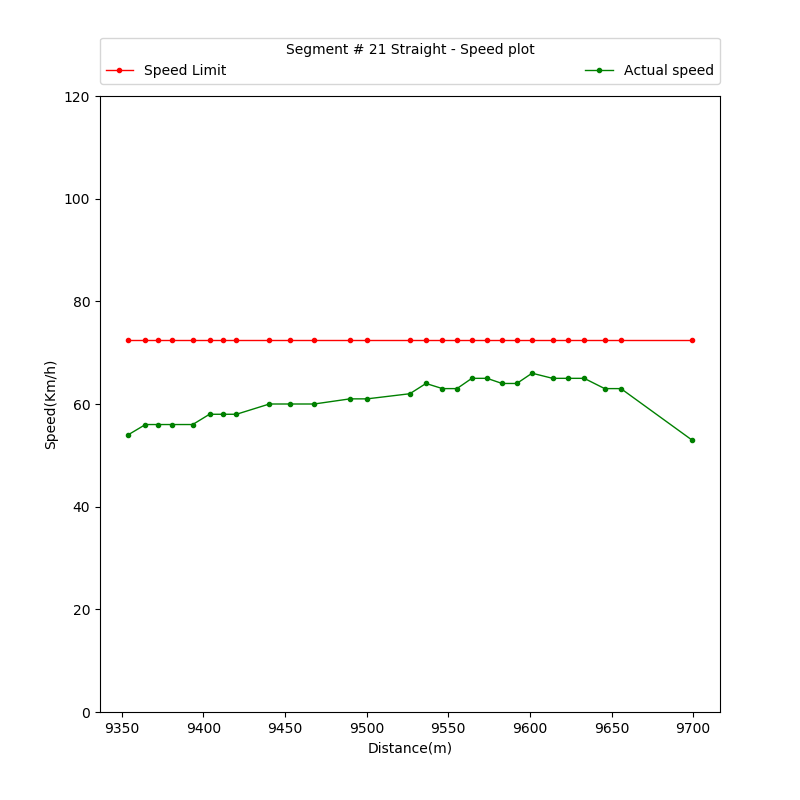 Segment # 21 Straight - Speed plot
Speed Limit
Actual speed
120
100
80
60
40
20
0
Speed(Km/h)
9350 9400 9450 9500 9550 9600 9650 9700
Distance(m)